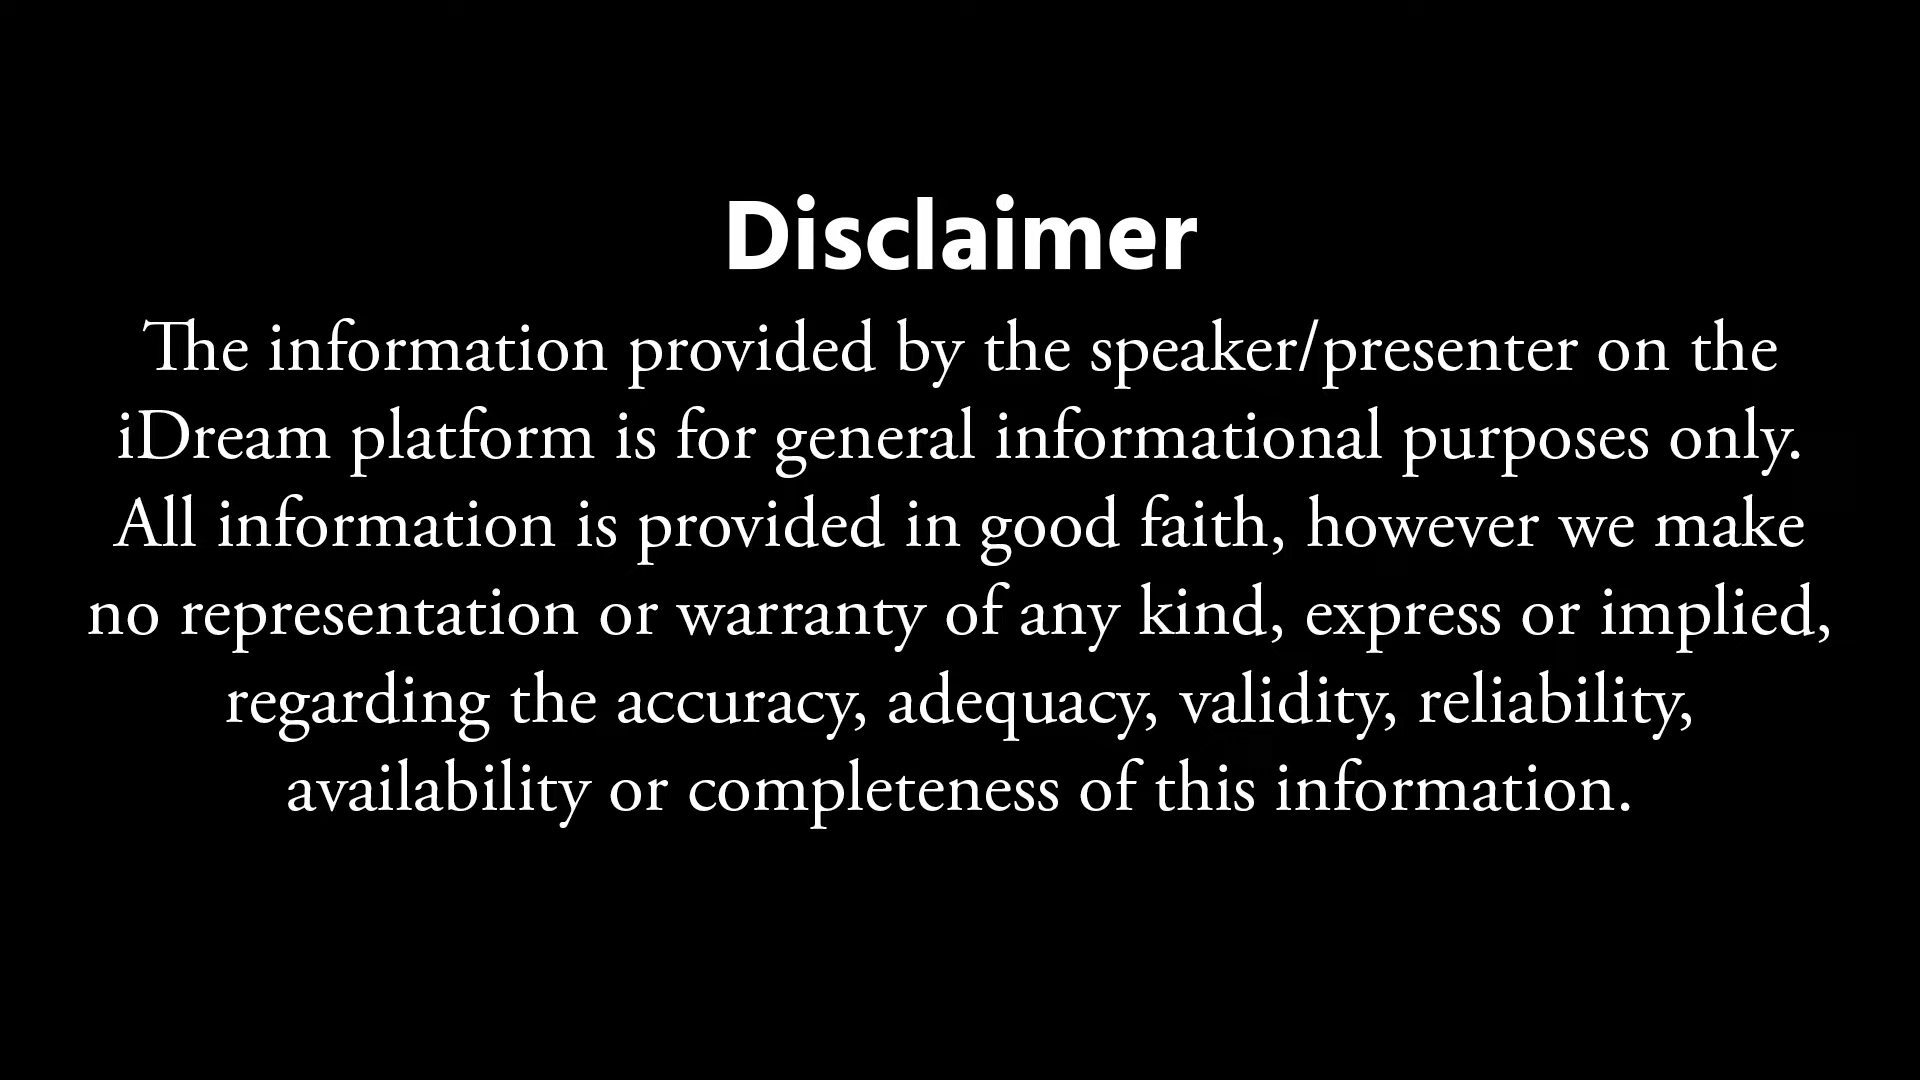 Disclaimer
The information provided by the speaker/presenter on the
iDream platform is for general informational purposes only.
All information is provided in good faith, however we make
no representation or warranty of any kind, express or implied,
regarding the accuracy, adequacy, validity, reliability,
availability or completeness of this information.